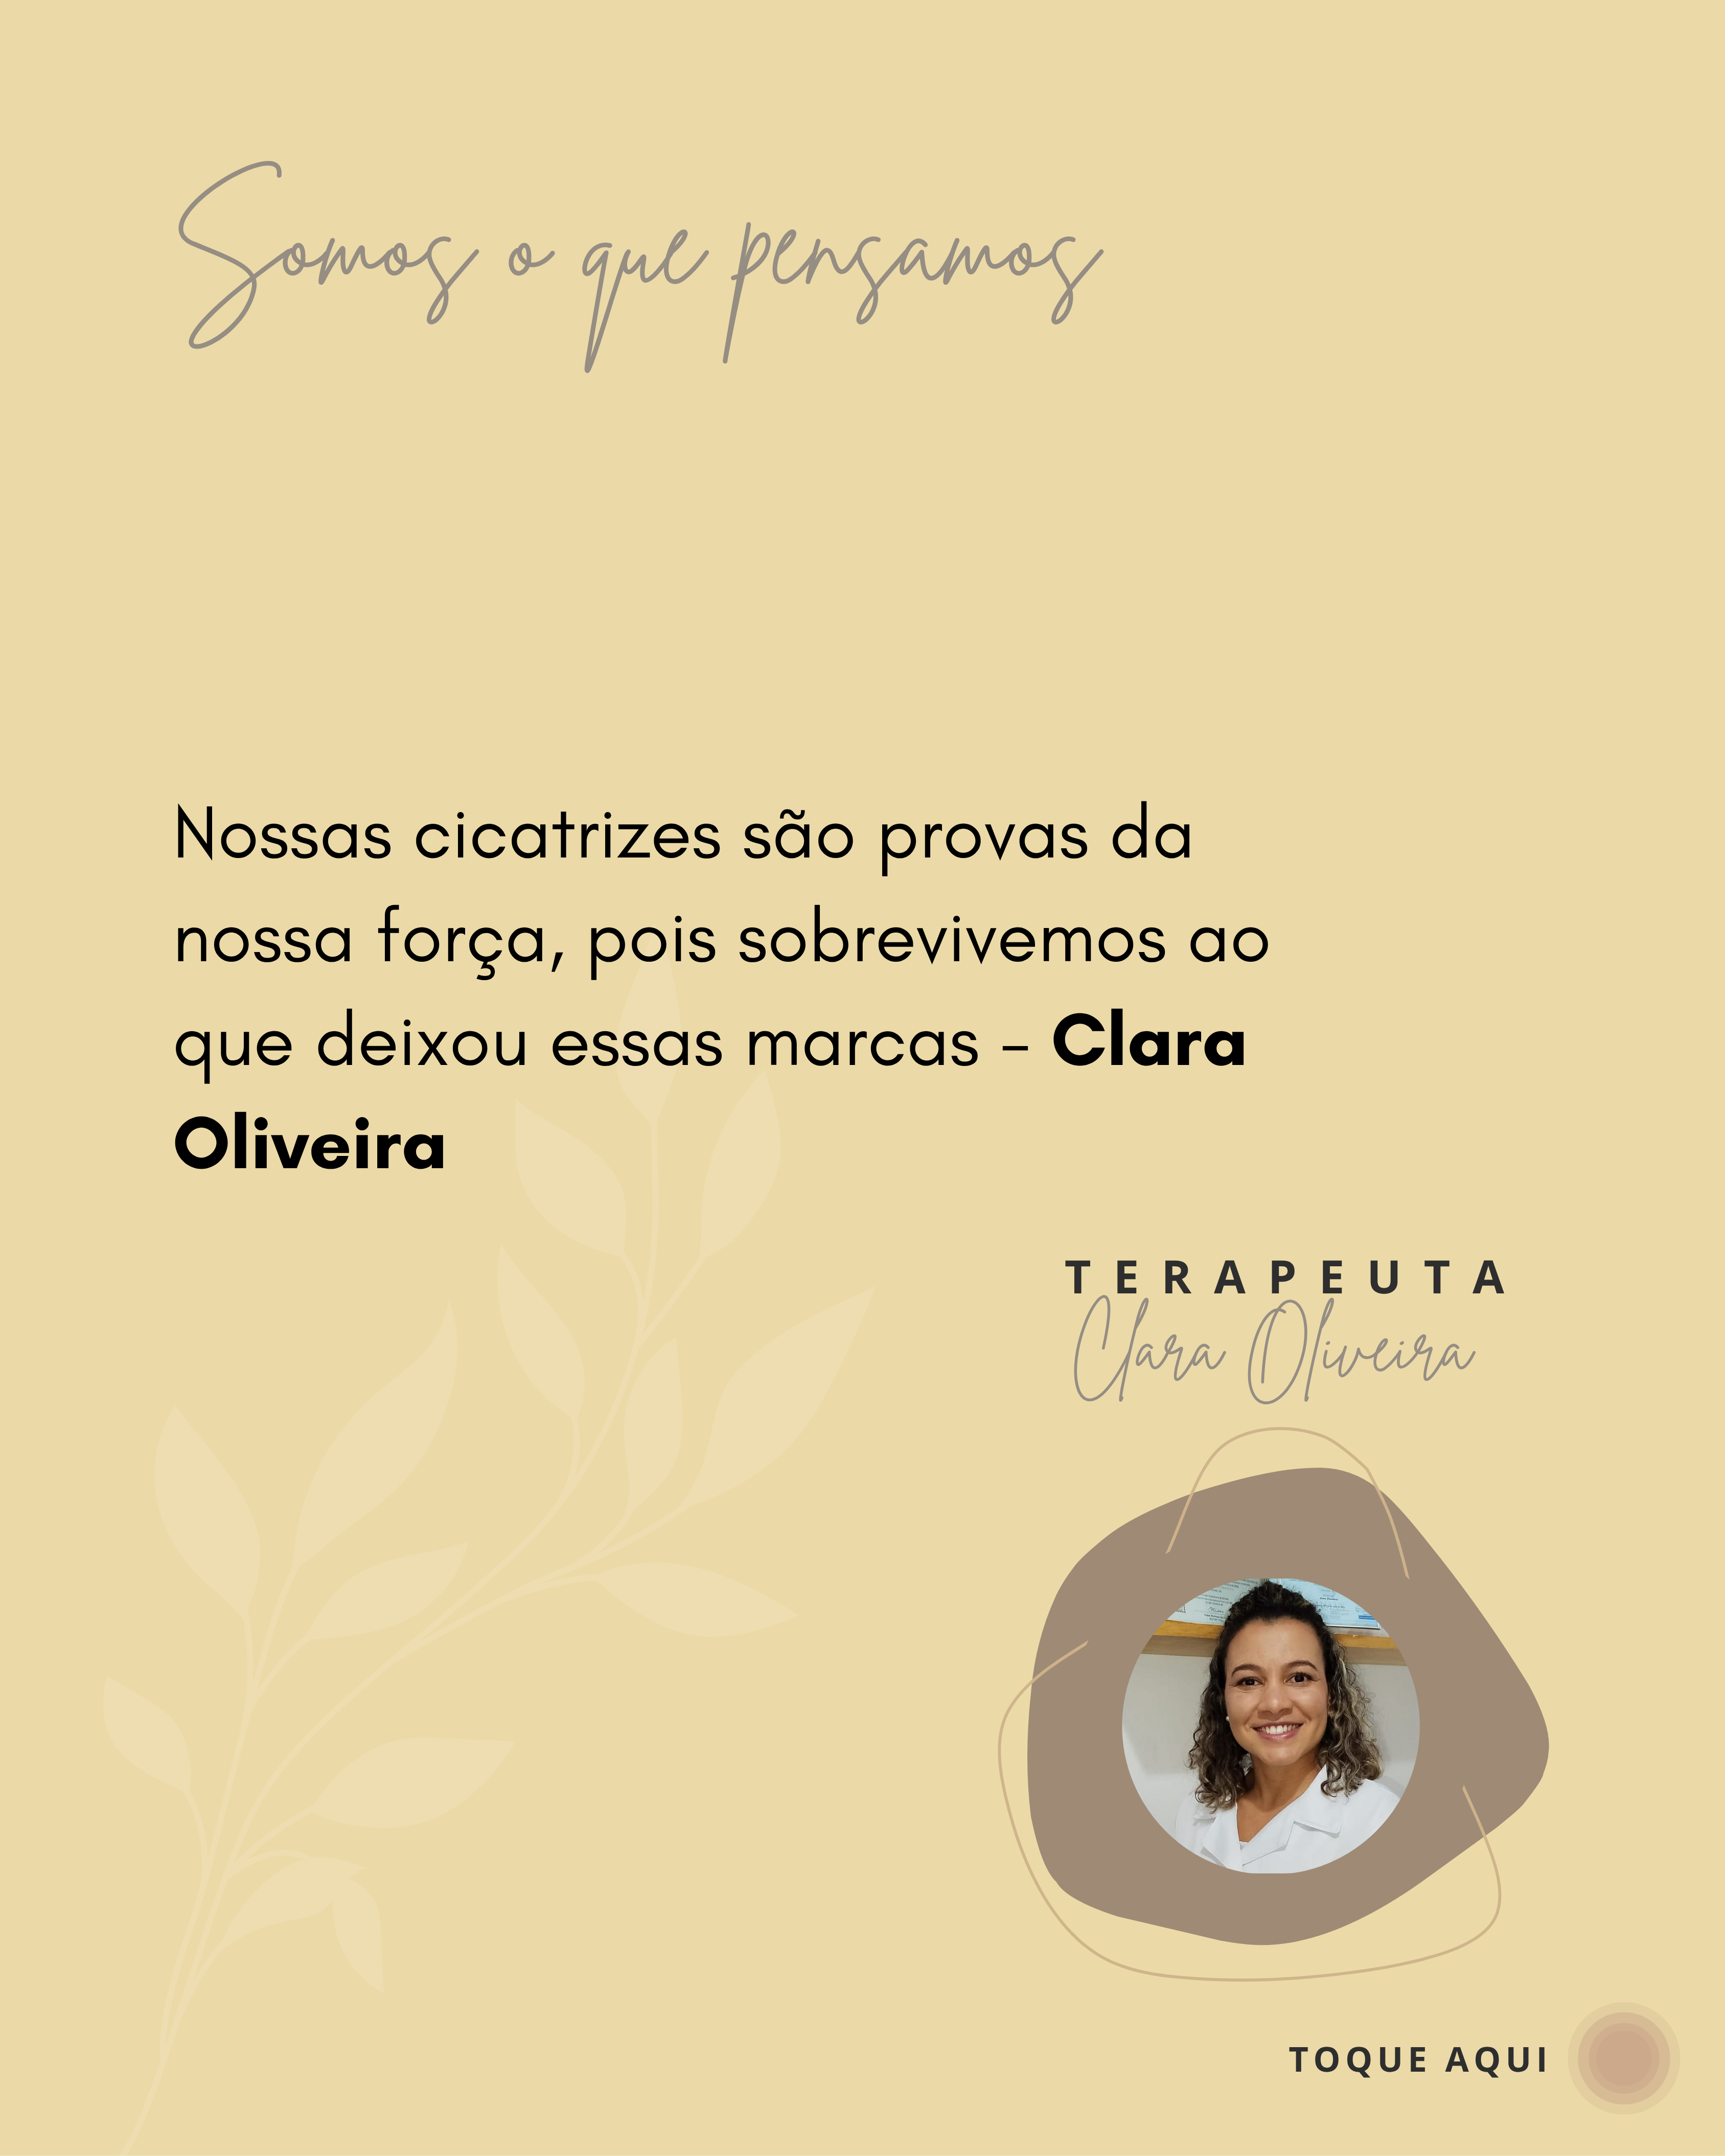 Somos o que pensamos
Nossas cicatrizes são provas da
nossa força, pois sobrevivemos ao
que deixou essas marcas – Clara
Oliveira
TERAPEUTA
Clara Oliveira
TOQUE AQUI